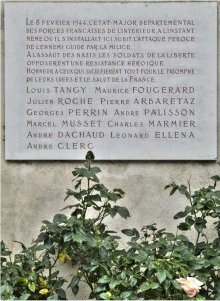 LE 8 FEVRIER 1944 L'ETAT-MAJOR DEPARTEMENTAL
DES FORCES FRANCAISES DE L'INTERIEUR A L'INSTANT
MEME OU IL S'INSTALLAIT ICI SUBIT L'ATTAQUE FEROCE
DE L'ENNEMI GUIDE PAR LA MILICE.
A L'ASSAUT DES NAZIS LES SOLDATS DE LA LIBERTE
OPPOSERENT UNE RESISTANCE HEROIQUE.
HONNEUR A CEUX QUI SACRIFIERENT TOUT POUR LE TRIOMPHE
DE LEURS IDEES ET LE SALUT DE LA FRANCE.
LOUIS TANGY MAURICE FOUGERARD
JULIEN ROCHE PIERRE ARBARETAZ
GEORGES PERRIN ANDRE PALISSON
MARCEL MUSSET CHARLES MARMIER
ANDRE DACHAUD LEONARD ELLENA
ANDRE CLERC